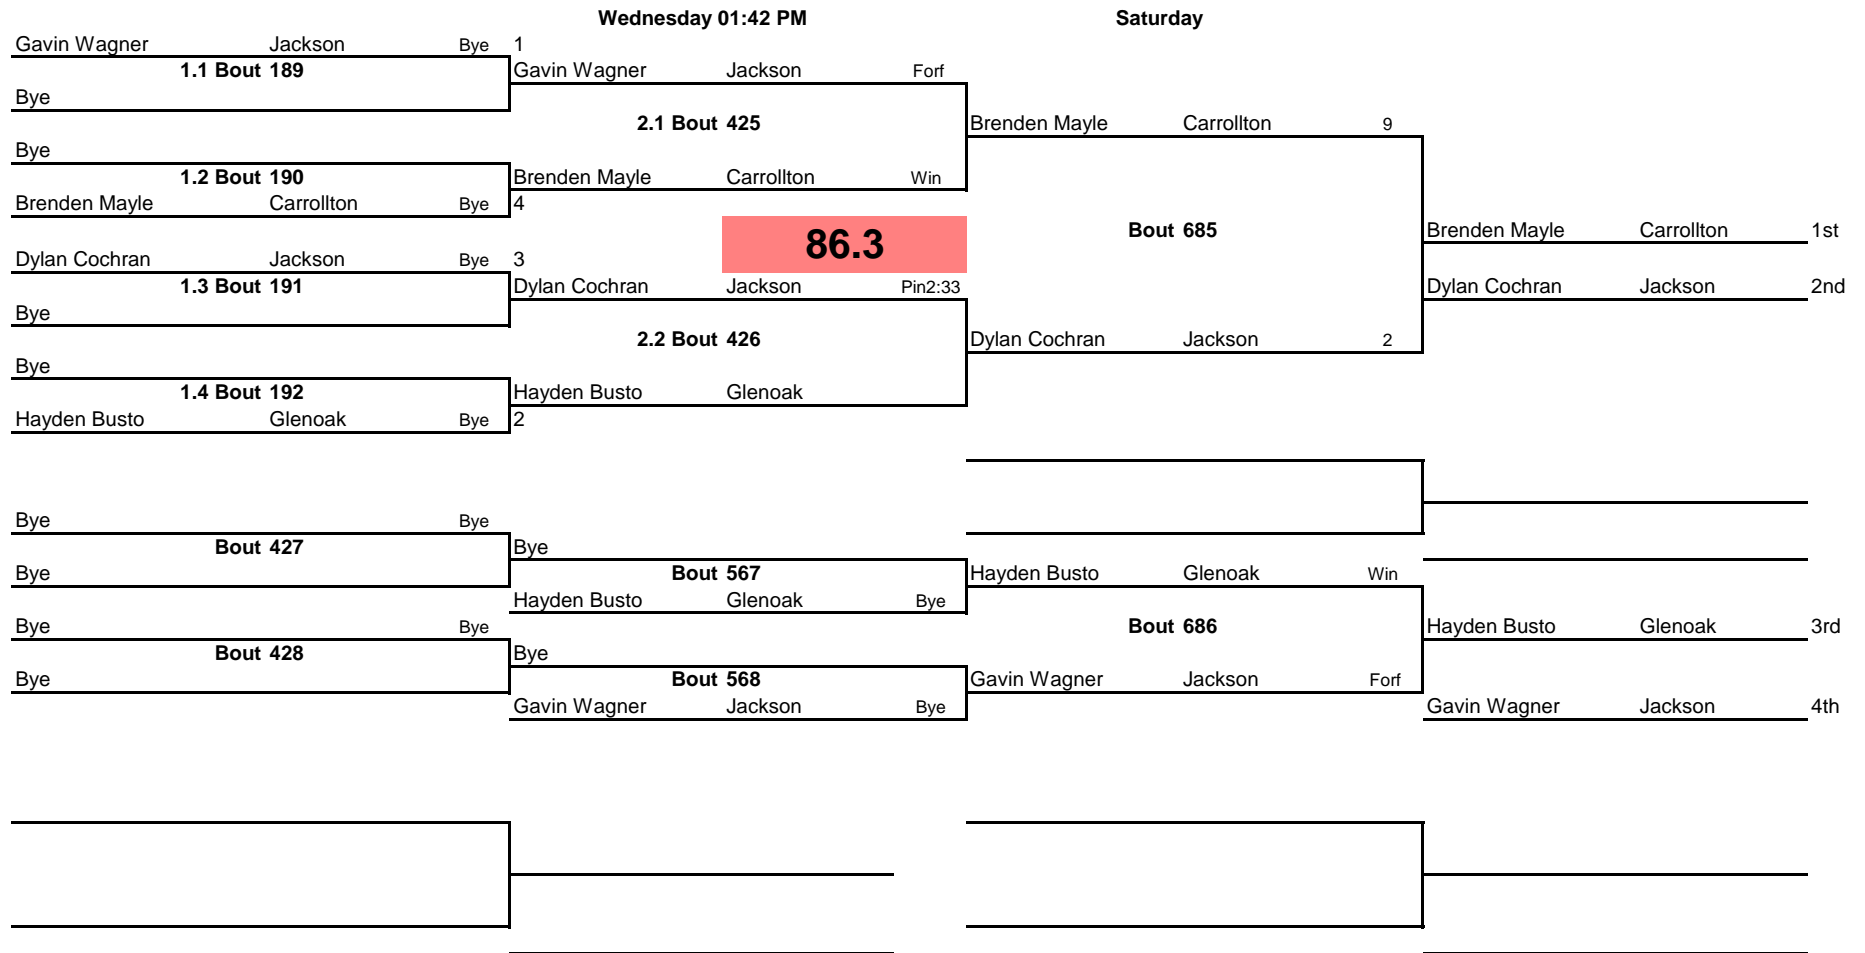 Wednesday 01:42 PM Saturday
Gavin Wagner Jackson Bye 1
1.1 Bout 189 Gavin Wagner Jackson Forf
Bye
2.1 Bout 425 Brenden Mayle Carrollton 9
Bye
1.2 Bout 190 Brenden Mayle Carrollton Win
Brenden Mayle Carrollton Bye 4
86.3 Bout 685 Brenden Mayle Carrollton 1st
Dylan Cochran Jackson Bye 3
1.3 Bout 191 Dylan Cochran Jackson Pin2:33 Dylan Cochran Jackson 2nd
Bye
2.2 Bout 426 Dylan Cochran Jackson 2
Bye
1.4 Bout 192 Hayden Busto Glenoak
Hayden Busto Glenoak Bye 2
Bye Bye
Bout 427 Bye
Bye Bout 567 Hayden Busto Glenoak Win
Hayden Busto Glenoak Bye
Bye Bye Bout 686 Hayden Busto Glenoak 3rd
Bout 428 Bye
Bye Bout 568 Gavin Wagner Jackson Forf
Gavin Wagner Jackson Bye Gavin Wagner Jackson 4th